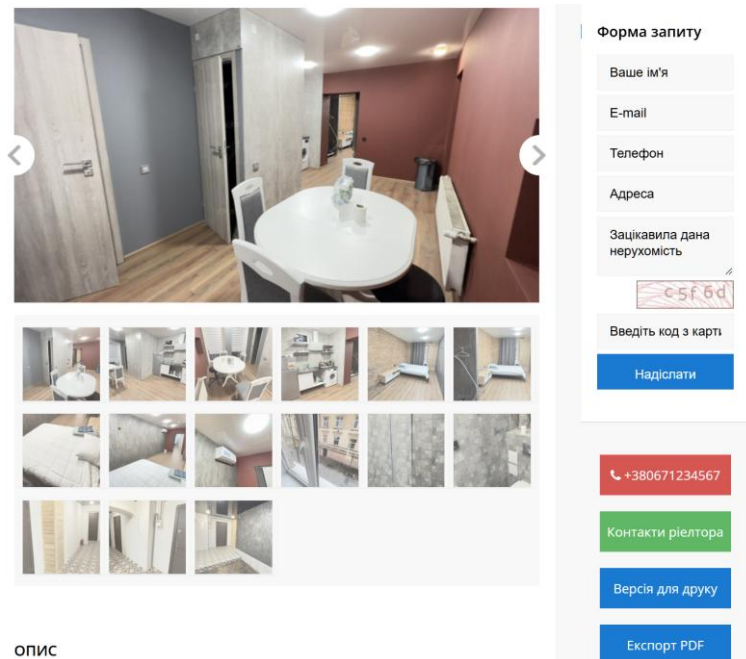 Форма запиту
Ваше ім'я
E-mail
Телефон
Адреса
Зацікавила дана
нерухомість
c5f6d
Введіть код з карти
Надіслати
+380671234567
Контакти ріелтора
Версія для друку
Експорт PDF
опис